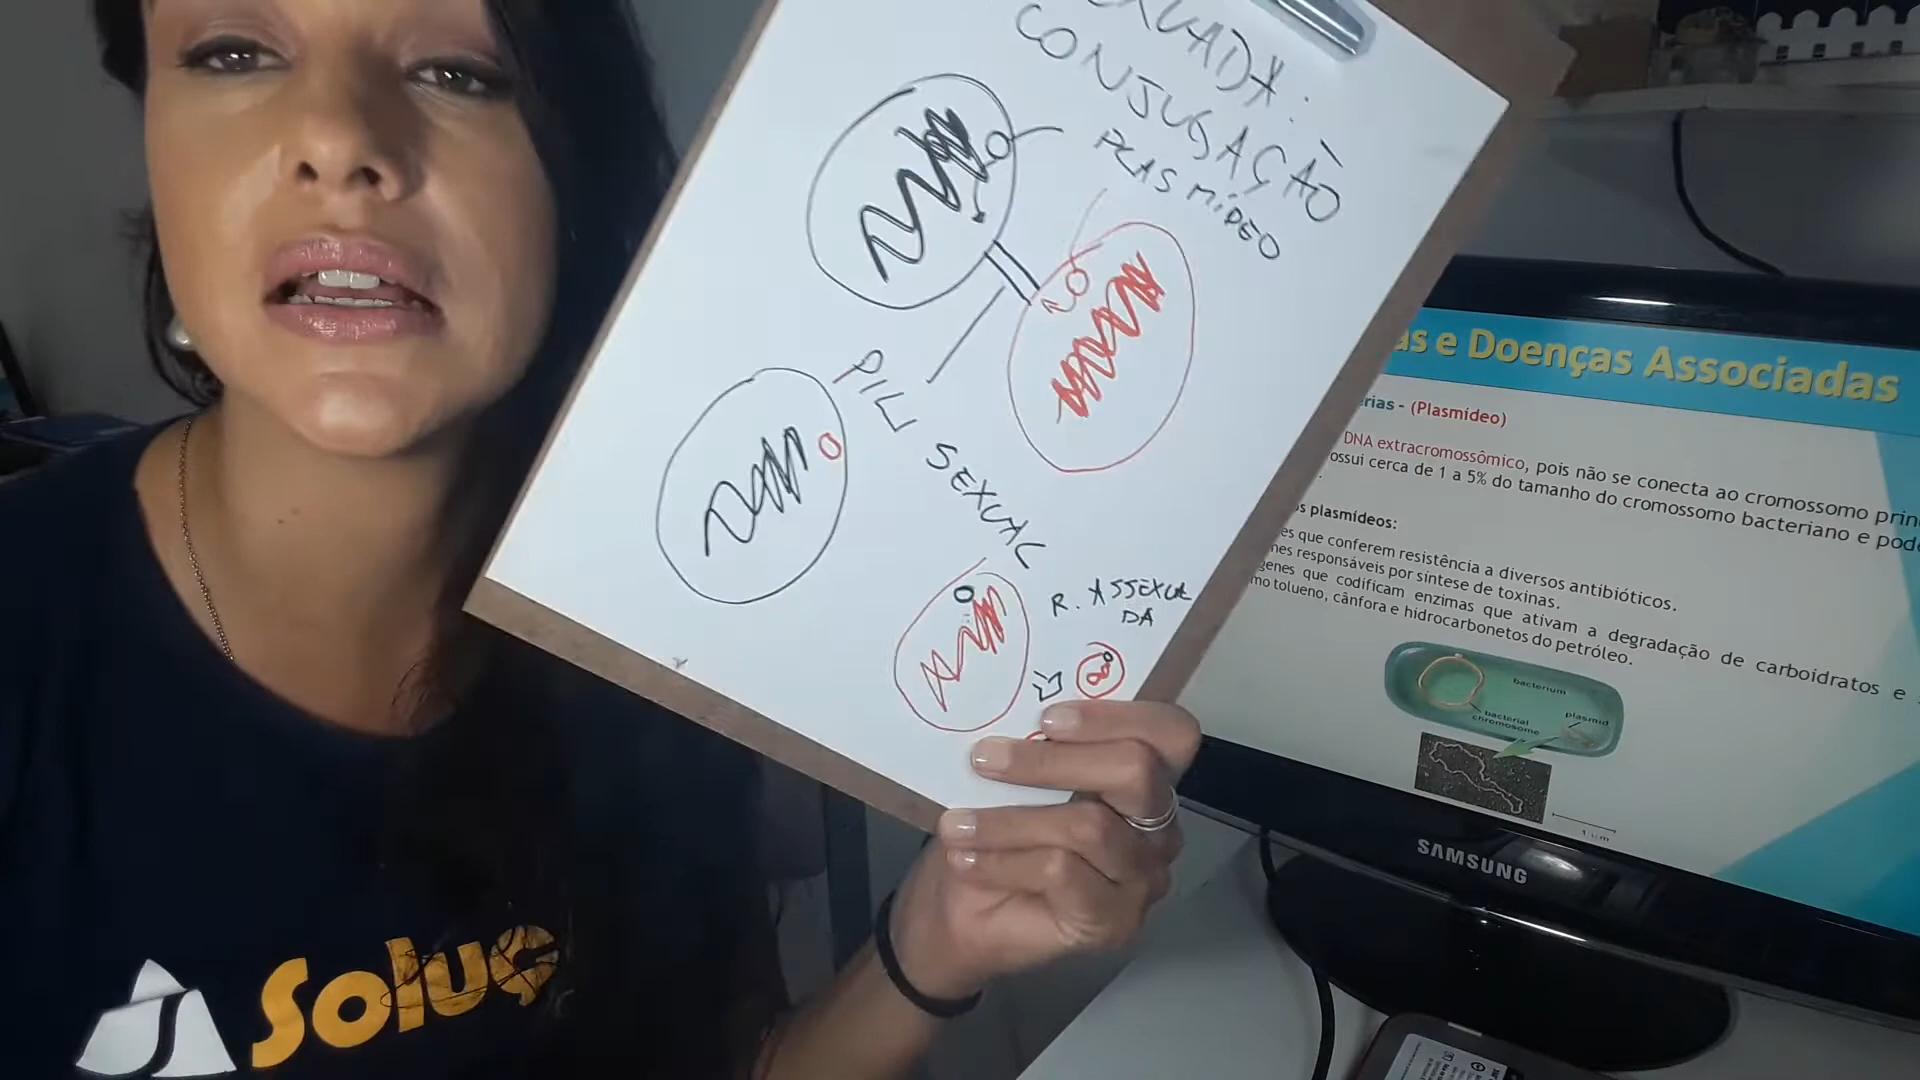 CONJUGAÇÃO
PLASMÍDEO
PILI SEXUAL
R. ASSEXUA
DA
as e Doenças Associadas
rias - (Plasmídeo)
DNA extracromossômico, pois não se conecta ao cromossomo prin
ossui cerca de 1 a 5% do tamanho do cromossomo bacteriano e pode
s plasmídeos:
es que conferem resistência a diversos antibióticos.
nes responsáveis por síntese de toxinas.
genes que codificam enzimas que ativam a degradação de carboidratos e
mo tolueno, cânfora e hidrocarbonetos do petróleo.
bacterium
bacterial
chromosome
plasmid
SAMSUNG
Soluç